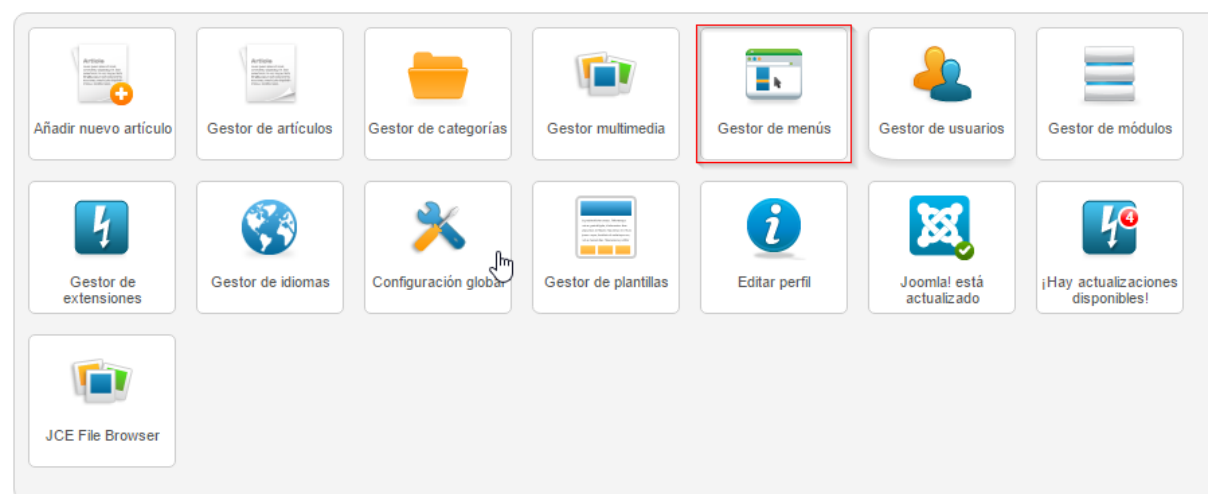 Añadir nuevo artículo
Gestor de artículos
Gestor de categorías
Gestor multimedia
Gestor de menús
Gestor de usuarios
Gestor de módulos
Gestor de
extensiones
Gestor de idiomas
Configuración global
Gestor de plantillas
Editar perfil
Joomla! está
actualizado
4
¡Hay actualizaciones
disponibles!
JCE File Browser